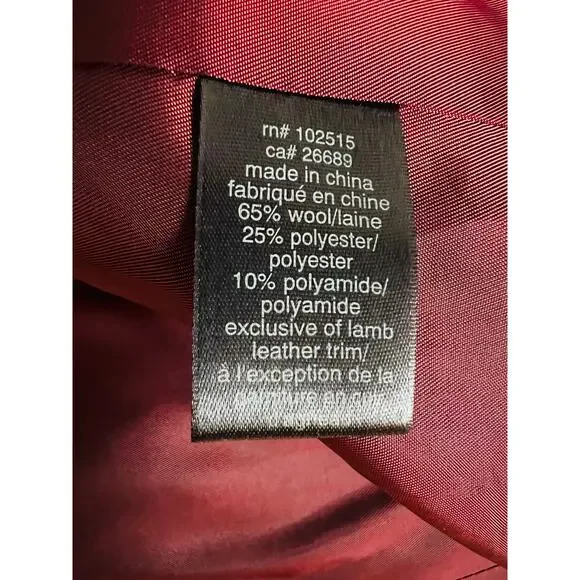 rn# 102515
ca# 26689
made in china
fabriqué en chine
65% wool/laine
25% polyester/
polyester
10% polyamide/
polyamide
exclusive of lamb
leather trim/
à l'exception de la
en